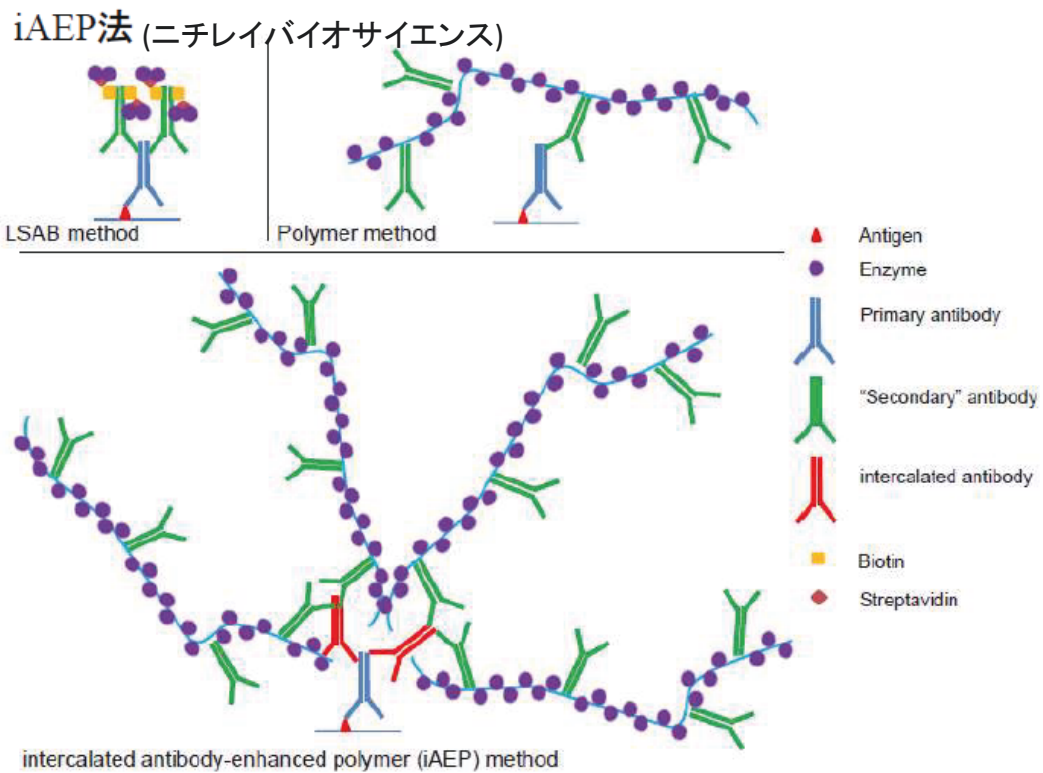 iAEP法 (ニチレイバイオサイエンス)
LSAB method
Polymer method
Antigen
Enzyme
Primary antibody
“Secondary” antibody
intercalated antibody
Biotin
Streptavidin
intercalated antibody-enhanced polymer (iAEP) method